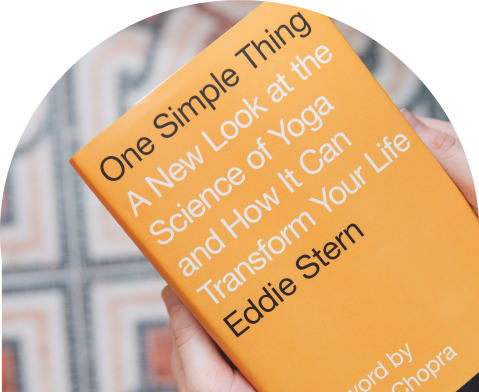 One Simple Thing
A New Look at the
Science of Yoga
and How It Can
Transform Your Life
Eddie Stern
by
Chopra